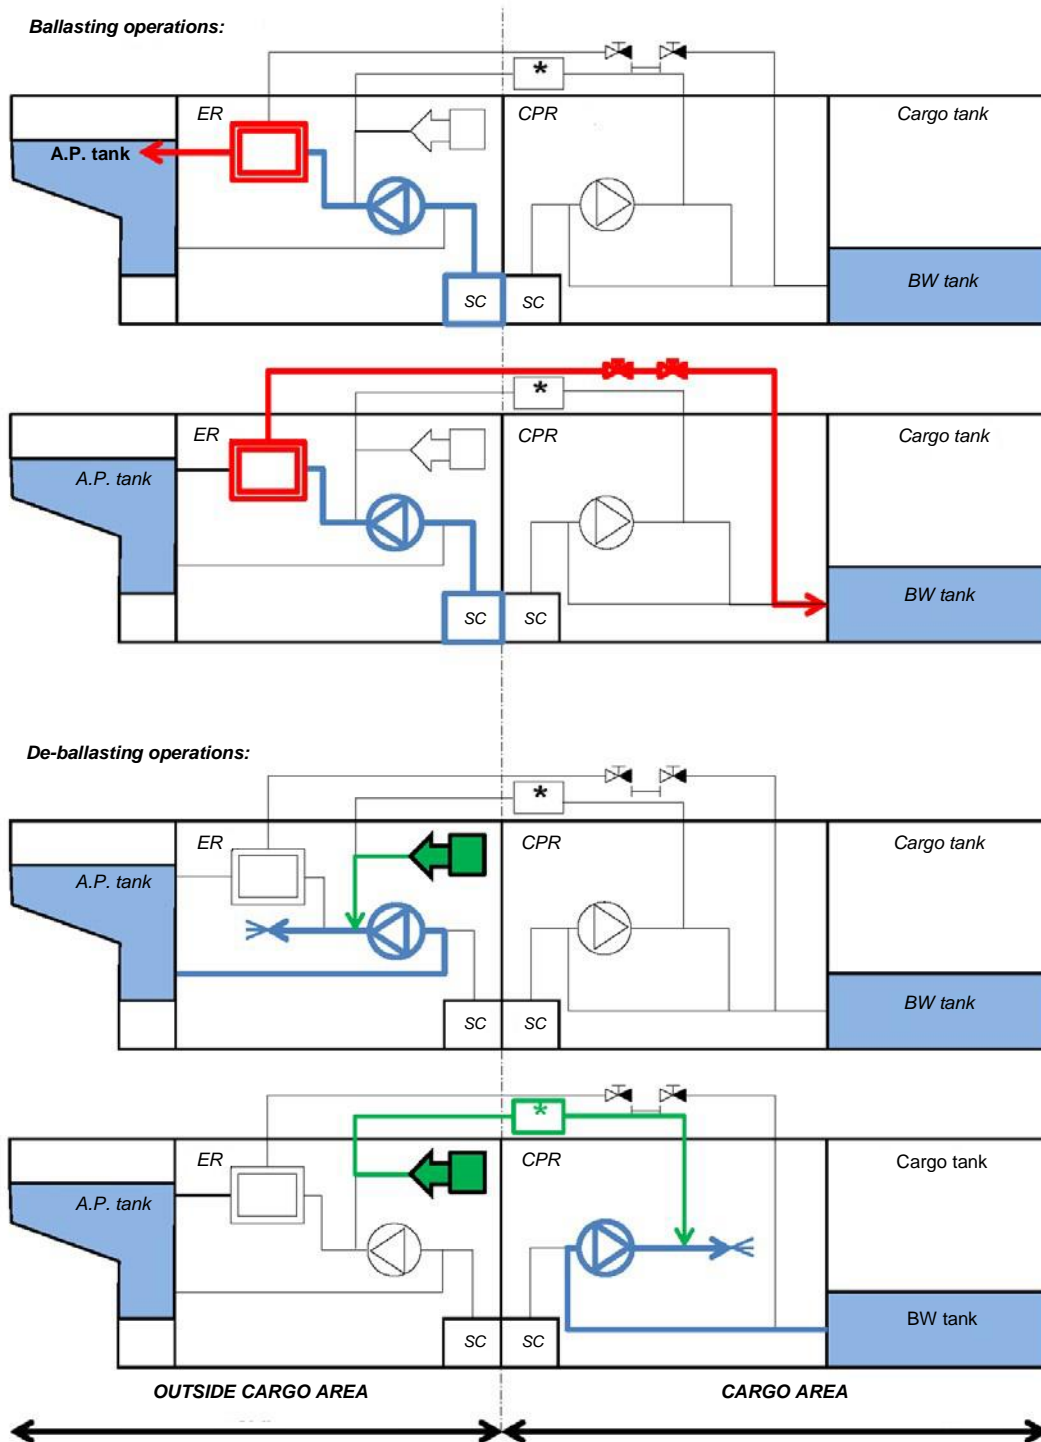 Ballasting operations:
*
ER
CPR
Cargo tank
A.P. tank
BW tank
SC
SC
*
ER
CPR
Cargo tank
A.P. tank
BW tank
SC
SC
De-ballasting operations:
*
ER
CPR
Cargo tank
A.P. tank
BW tank
SC
SC
*
ER
CPR
Cargo tank
A.P. tank
BW tank
SC
SC
OUTSIDE CARGO AREA
CARGO AREA